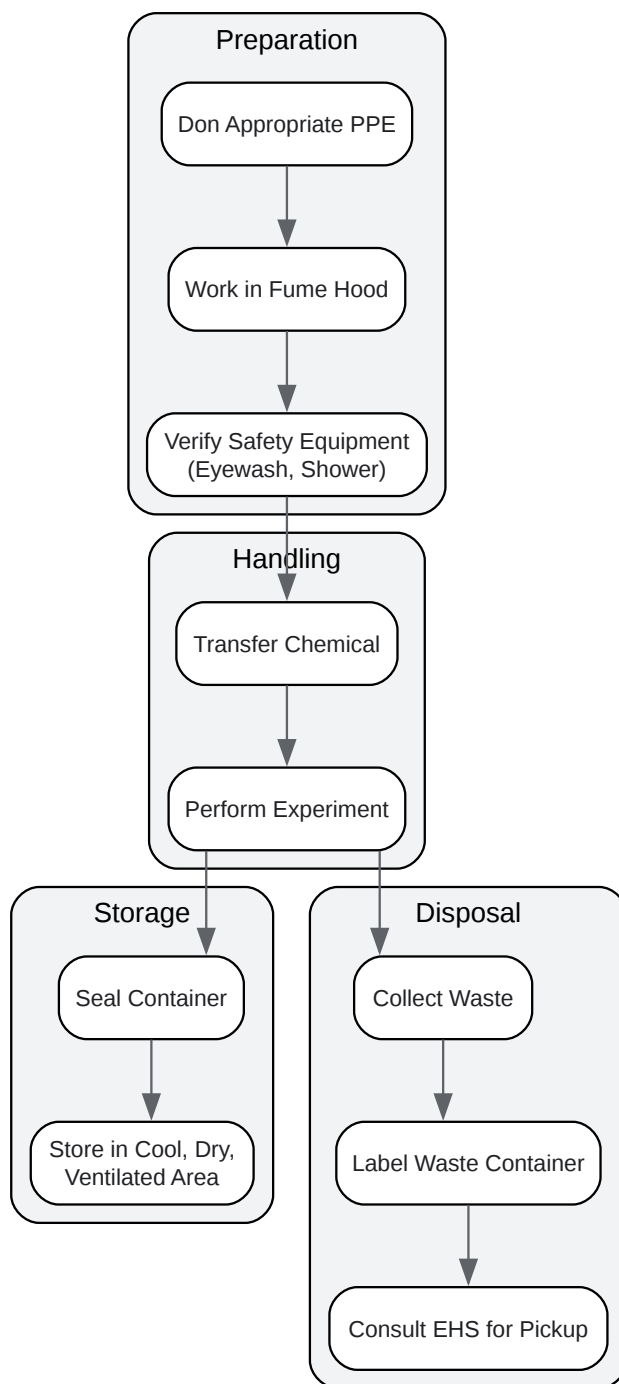 Preparation
Don Appropriate PPE
Work in Fume Hood
Verify Safety Equipment
(Eyewash, Shower)
Handling
Transfer Chemical
Perform Experiment
Storage
Seal Container
Store in Cool, Dry,
Ventilated Area
Disposal
Collect Waste
Label Waste Container
Consult EHS for Pickup